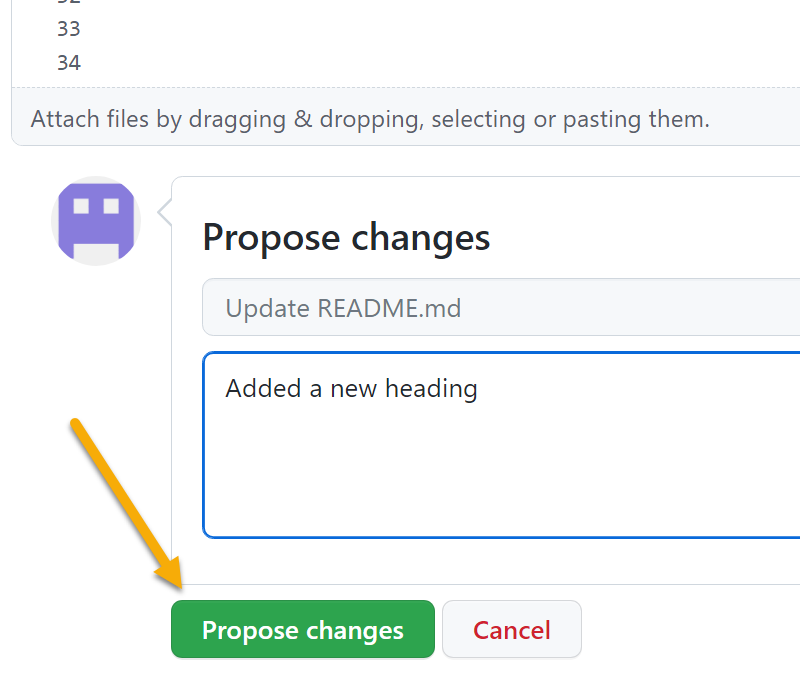 33
34
Attach files by dragging & dropping, selecting or pasting them.
Propose changes
Update README.md
Added a new heading
Propose changes
Cancel